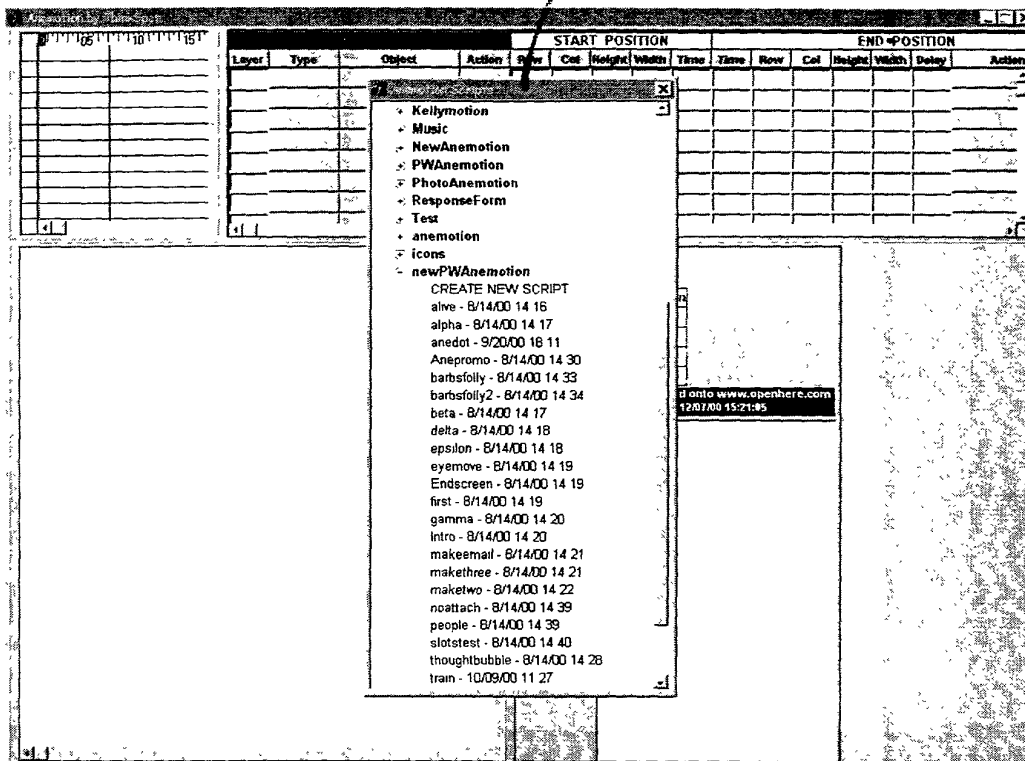 05 10 15
START POSITION END POSITION
Layer Type Object Action Row Col Height Width Time Time Row Col Height Width Delay Action
Kellymotion
Music
NewAnemotion
PWAnemotion
PhotoAnemotion
ResponseForm
Test
anemotion
icons
newPWAnemotion
CREATE NEW SCRIPT
alive - 8/14/00 14 16
alpha - 8/14/00 14 17
anedot - 9/20/00 18 11
Anepromo - 8/14/00 14 30
barbsfolly - 8/14/00 14 33
barbsfolly2 - 8/14/00 14 34
beta - 8/14/00 14 17
delta - 8/14/00 14 18
epsilon - 8/14/00 14 18
eyemove - 8/14/00 14 19
Endscreen - 8/14/00 14 19
first - 8/14/00 14 19
gamma - 8/14/00 14 20
Intro - 8/14/00 14 20
makeemail - 8/14/00 14 21
makethree - 8/14/00 14 21
maketwo - 8/14/00 14 22
noattach - 8/14/00 14 39
people - 8/14/00 14 39
slotstest - 8/14/00 14 40
thoughtbubble - 8/14/00 14 28
train - 10/09/00 11 27
d onto www.openhere.com
12/07/00 15:21:05